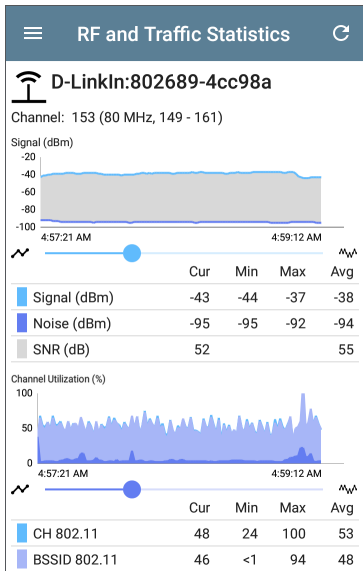 RF and Traffic Statistics
D-LinkIn:802689-4cc98a
Channel: 153 (80 MHz, 149 - 161)
Signal (dBm)
-20
-40
-60
-80
-100
4:57:21 AM 4:59:12 AM
Cur Min Max Avg
Signal (dBm) -43 -44 -37 -38
Noise (dBm) -95 -95 -92 -94
SNR (dB) 52 55
Channel Utilization (%)
100
50
0
4:57:21 AM 4:59:12 AM
Cur Min Max Avg
CH 802.11 48 24 100 53
BSSID 802.11 46 <1 94 48